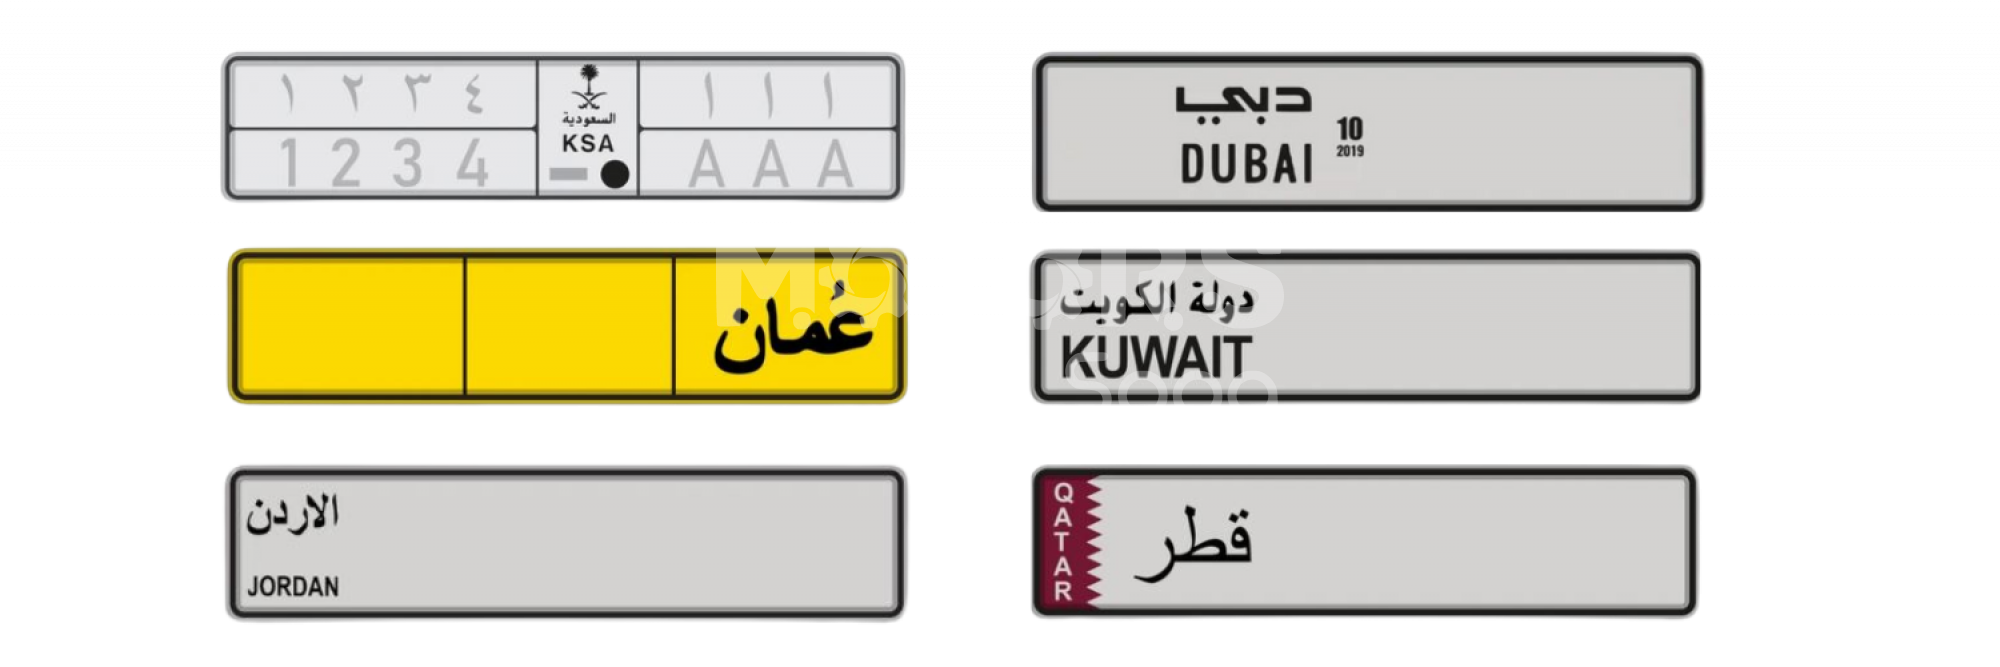 ١ ٢ ٣ ٤
السعودية
ا ا ا
1 2 3 4
KSA
A A A
دبي
10
2019
DUBAI
عُمان
دولة الكويت
KUWAIT
الاردن
JORDAN
QATAR
قطر